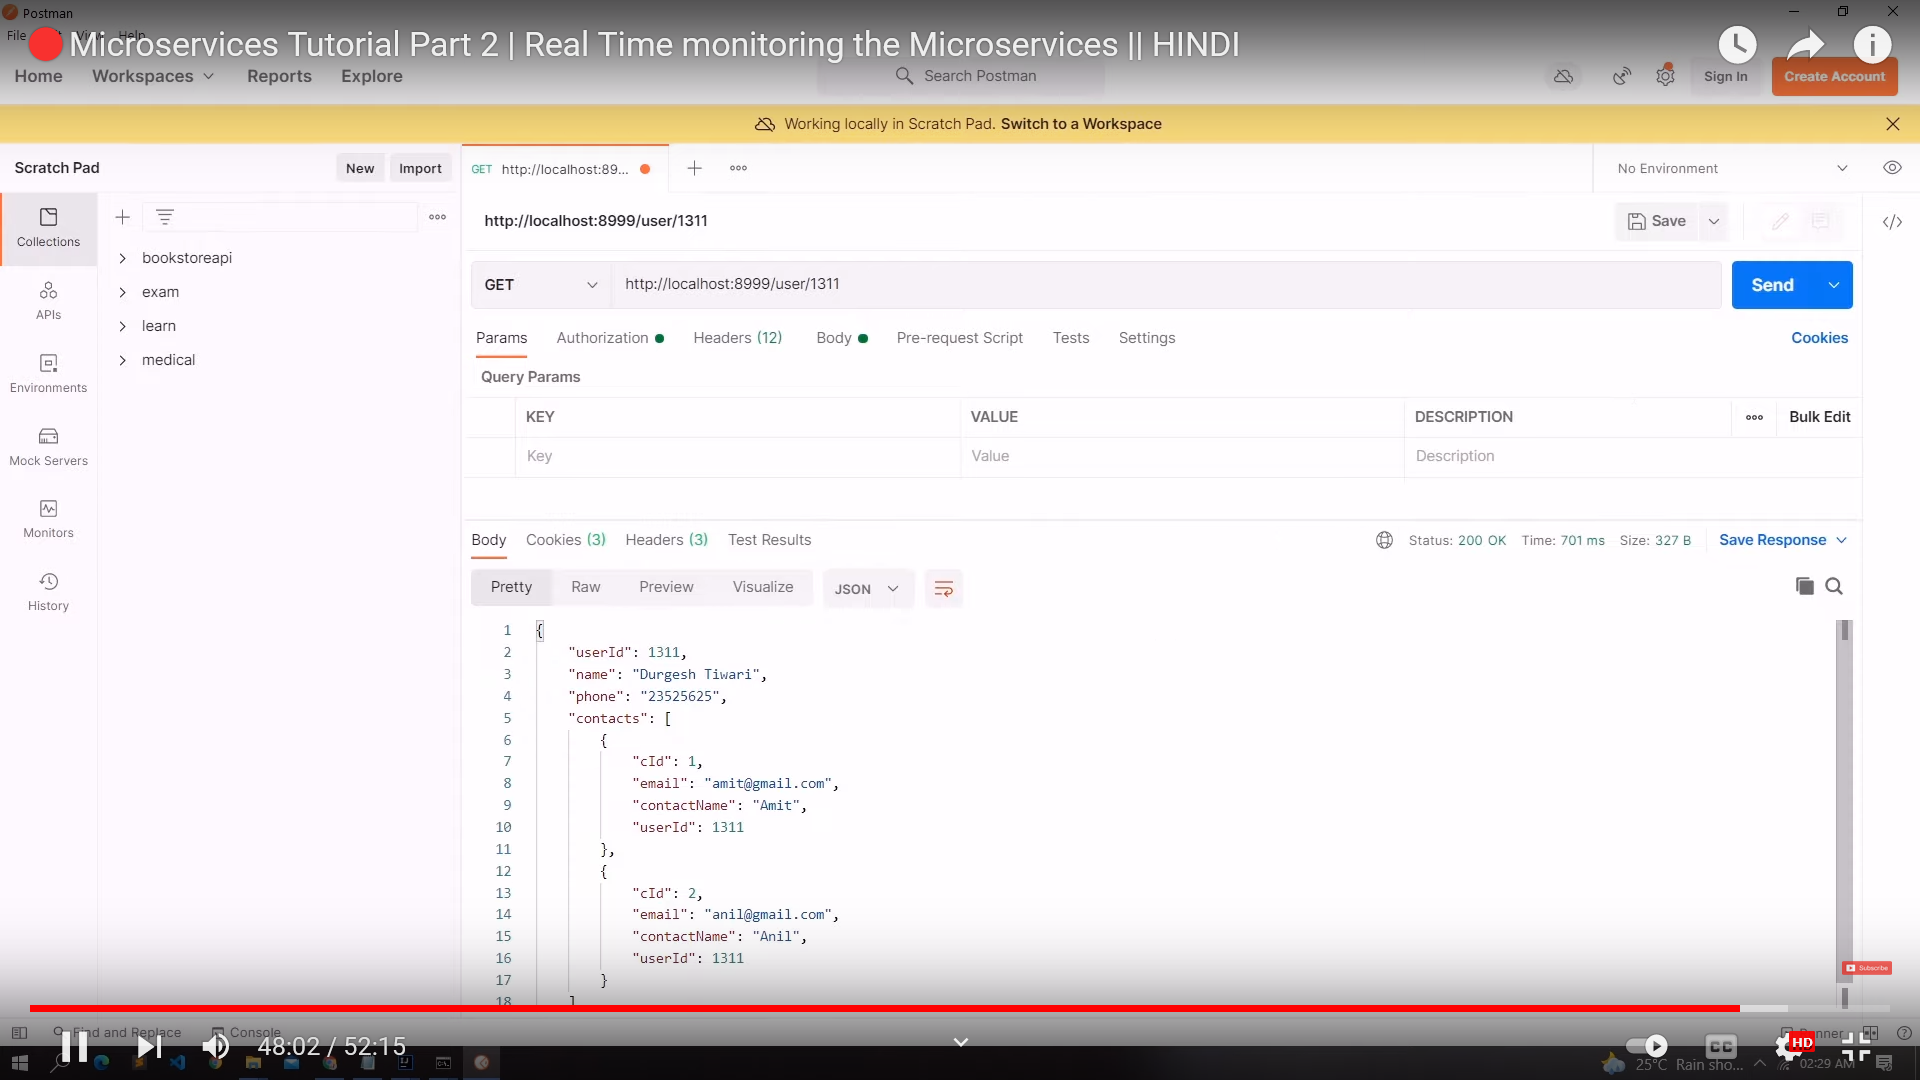 Postman
File
View
Help
Microservices Tutorial Part 2 | Real Time monitoring the Microservices || HINDI
Home
Workspaces
Reports
Explore
Search Postman
Sign In
Create Account
Working locally in Scratch Pad. Switch to a Workspace
Scratch Pad
New
Import
GET http://localhost:89...
No Environment
Collections
APIs
Environments
Mock Servers
Monitors
History
bookstoreapi
exam
learn
medical
http://localhost:8999/user/1311
Save
GET
http://localhost:8999/user/1311
Send
Params
Authorization
Headers (12)
Body
Pre-request Script
Tests
Settings
Cookies
Query Params
KEY
VALUE
DESCRIPTION
Bulk Edit
Key
Value
Description
Body
Cookies (3)
Headers (3)
Test Results
Status: 200 OK
Time: 701 ms
Size: 327 B
Save Response
Pretty
Raw
Preview
Visualize
JSON
1 {
2 "userId": 1311,
3 "name": "Durgesh Tiwari",
4 "phone": "23525625",
5 "contacts": [
6 {
7 "cId": 1,
8 "email": "amit@gmail.com",
9 "contactName": "Amit",
10 "userId": 1311
11 },
12 {
13 "cId": 2,
14 "email": "anil@gmail.com",
15 "contactName": "Anil",
16 "userId": 1311
17 }
18 ]
Subscribe
Find and Replace
Console
48:02 / 52:15
CC
HD
25°C Rain sho...
02:29 AM